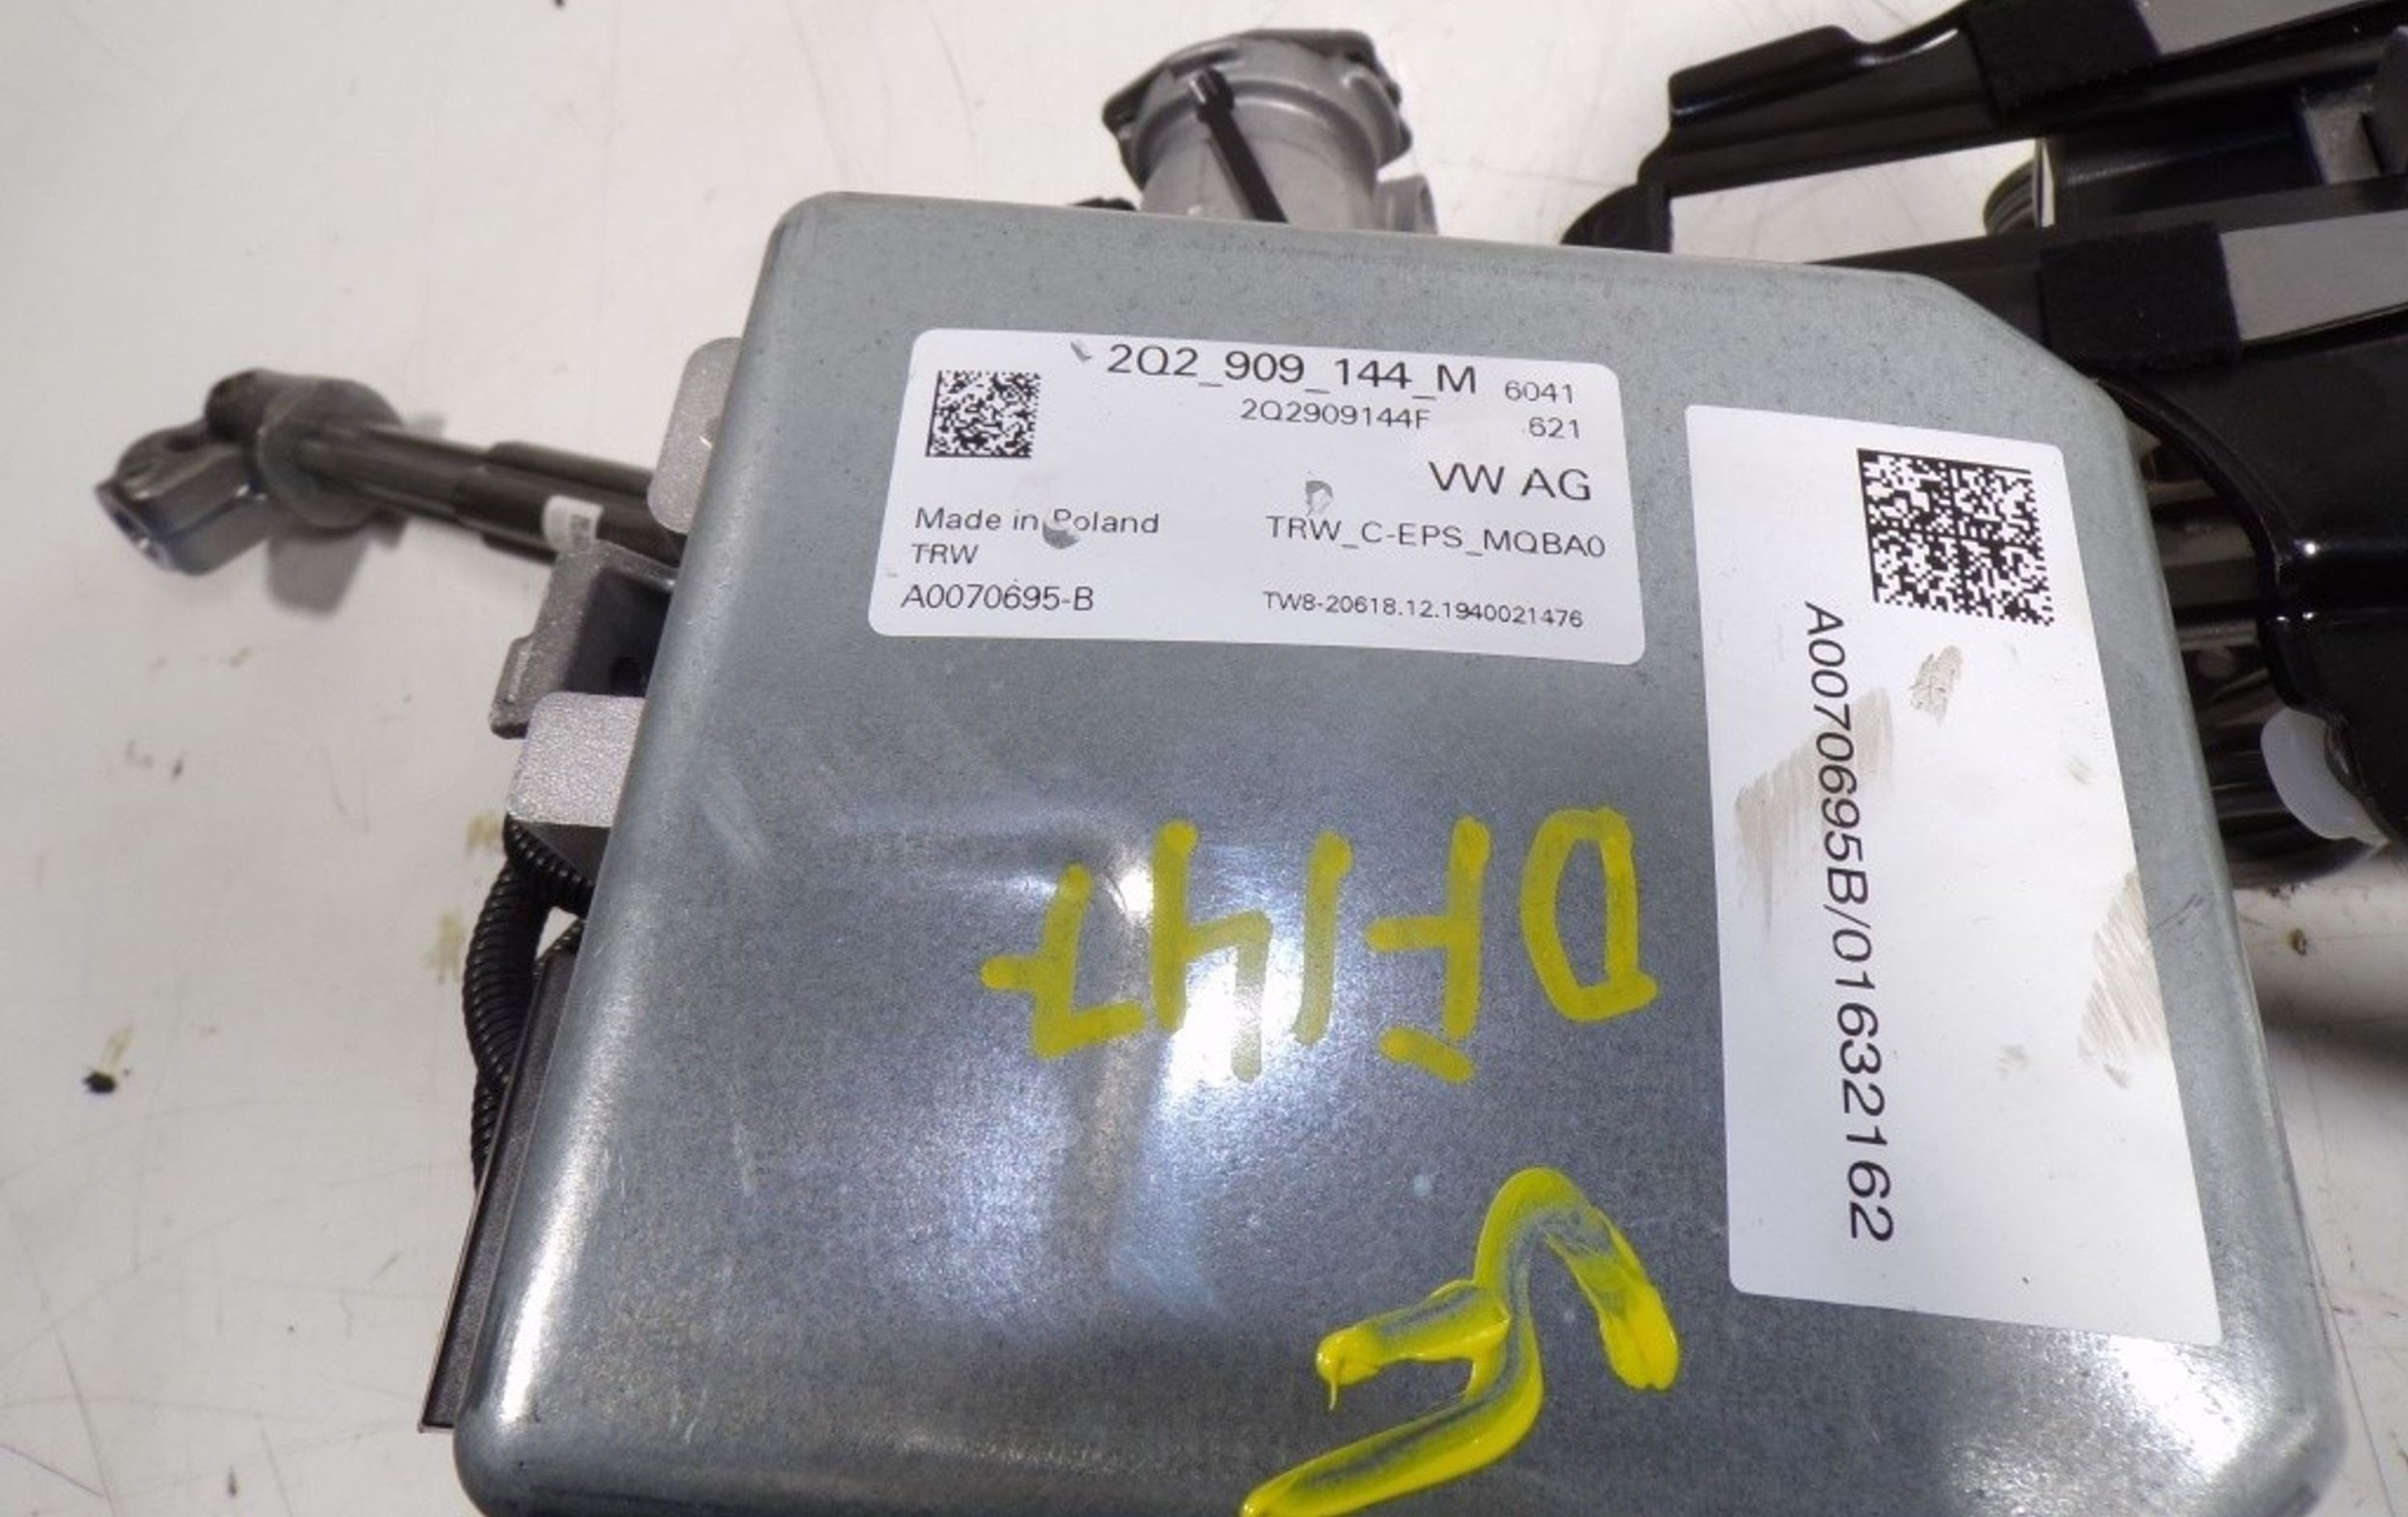 2Q2_909_144_M 6041
2Q2909144F 621
VW AG
Made in Poland TRW_C-EPS_MQBA0
TRW
A0070695-B TW8-20618.12.1940021476
A0070695B/01632162
DF147